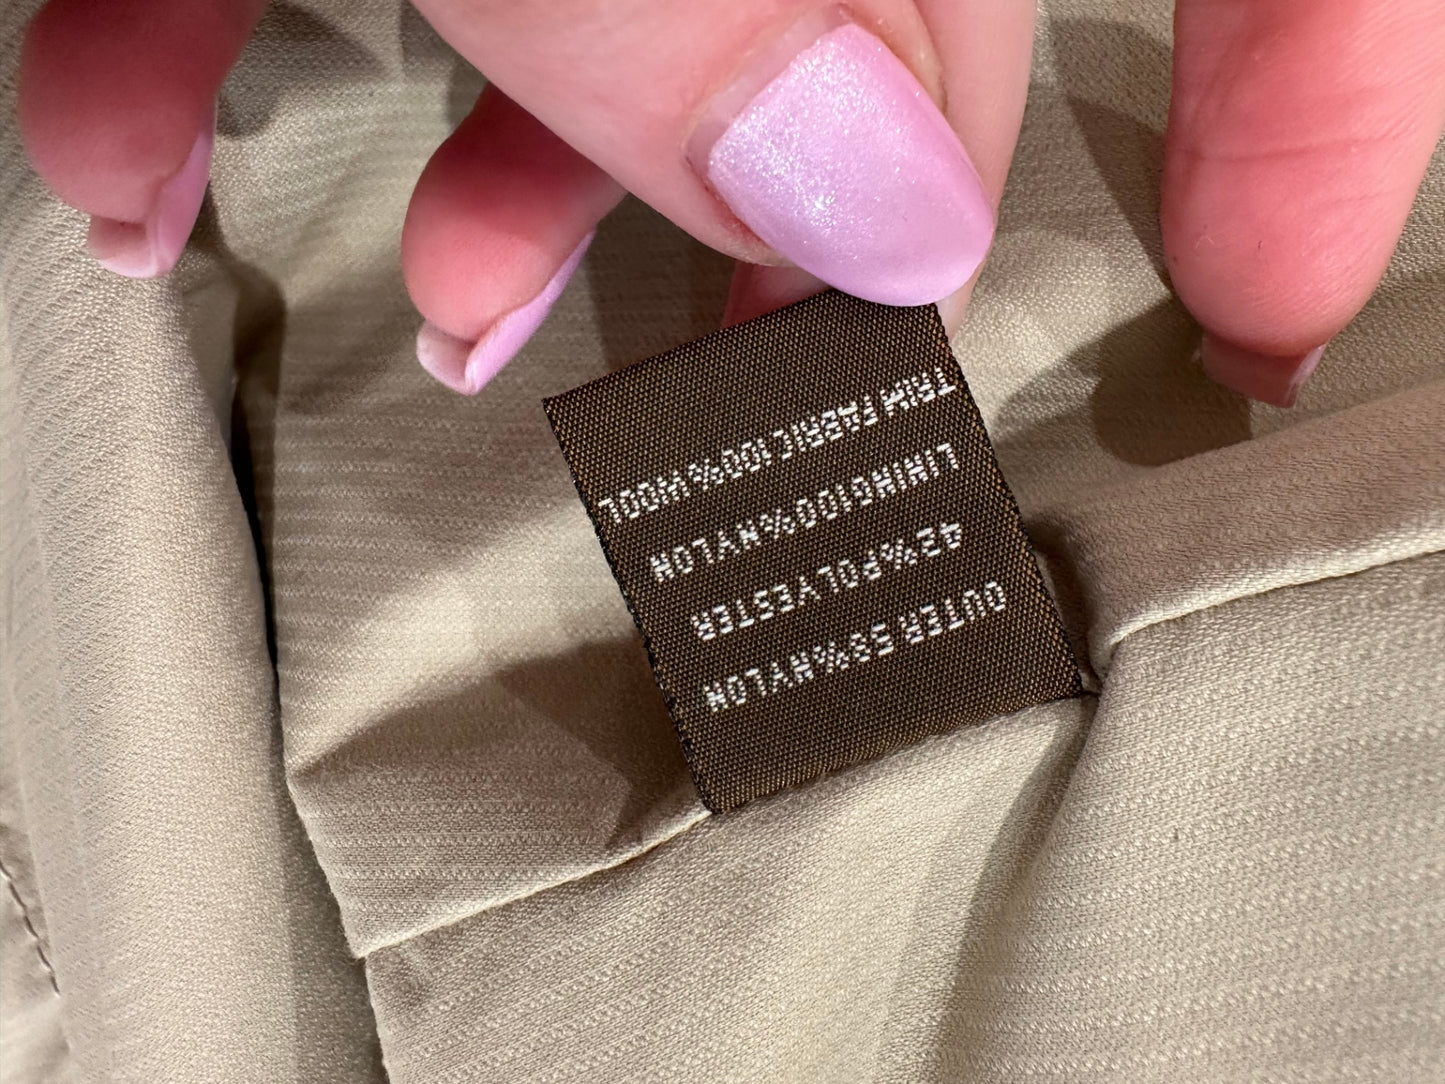 OUTER 58%NYLON
42%POLYESTER
LINING100%NYLON
TRIM FABRIC100%WOOL